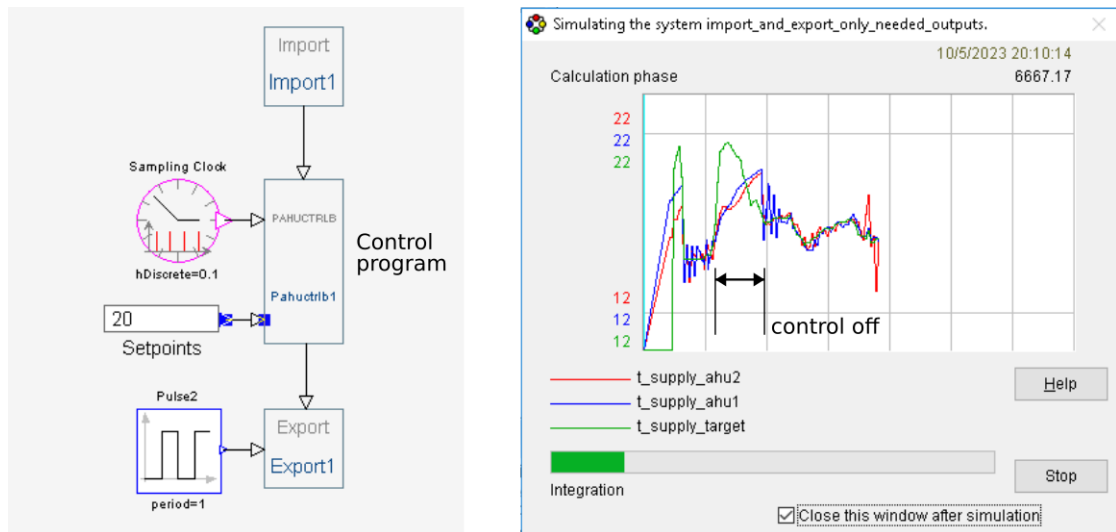 Import
Import1
Sampling Clock
PAHUCTRLB
hDiscrete=0.1
Control
program
Pahuctrlb1
20
Setpoints
Pulse2
Export
Export1
period=1
Simulating the system import_and_export_only_needed_outputs.
10/5/2023 20:10:14
Calculation phase
6667.17
22
22
22
12
12
12
control off
t_supply_ahu2
t_supply_ahu1
t_supply_target
Help
Integration
Stop
Close this window after simulation